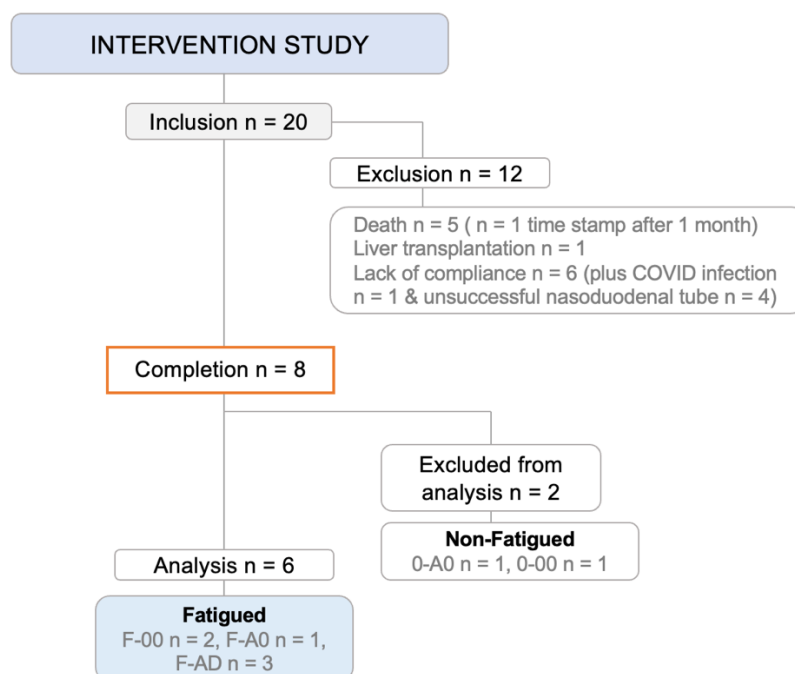 INTERVENTION STUDY
Inclusion n = 20
Exclusion n = 12
Death n = 5 ( n = 1 time stamp after 1 month)
Liver transplantation n = 1
Lack of compliance n = 6 (plus COVID infection
n = 1 & unsuccessful nasoduodenal tube n = 4)
Completion n = 8
Excluded from
analysis n = 2
Non-Fatigued
0-A0 n = 1, 0-00 n = 1
Analysis n = 6
Fatigued
F-00 n = 2, F-A0 n = 1,
F-AD n = 3